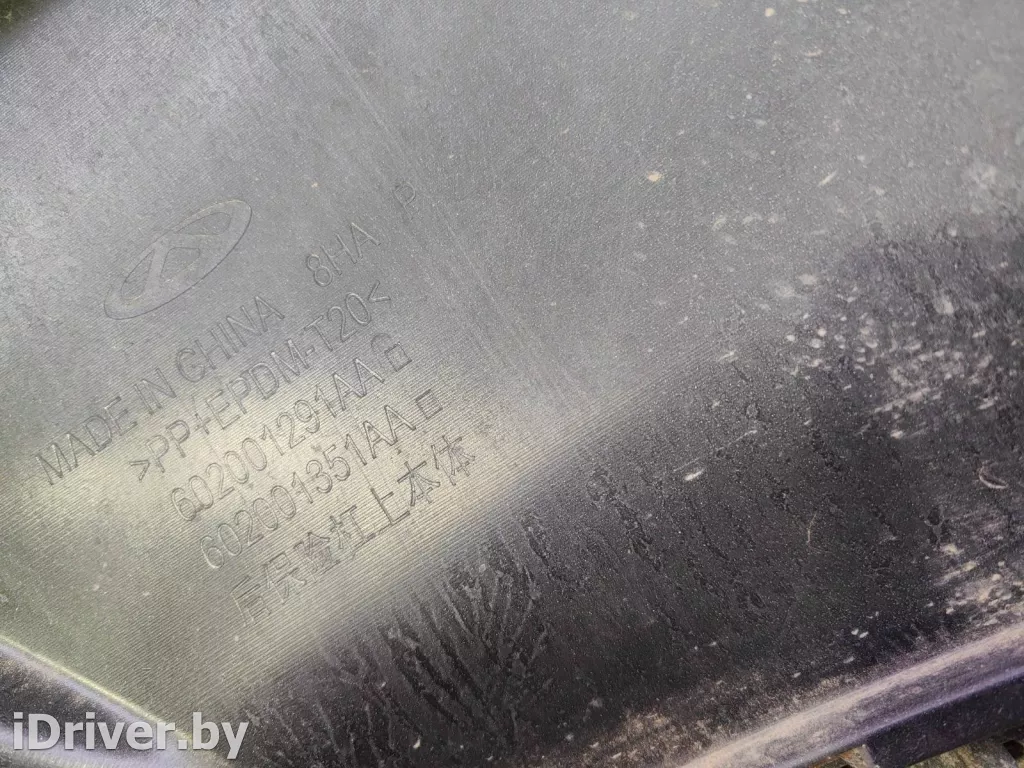 MADE IN CHINA 8HA
>PP+EPDM-T20<
602001291AA
602001351AA
后保险杠上本体
iDriver.by